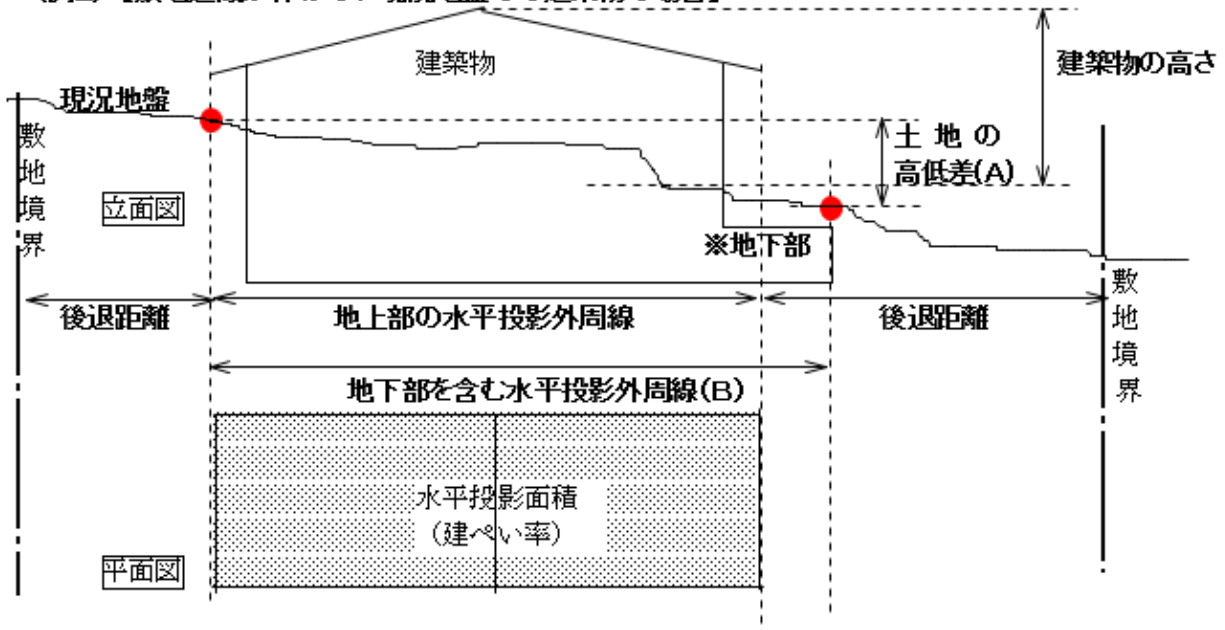 建築物
建築物の高さ
現況地盤
敷地境界
土 地 の
高低差(A)
立面図
※地下部
後退距離
地上部の水平投影外周線
後退距離
敷地境界
地下部を含む水平投影外周線(B)
水平投影面積
(建ぺい率)
平面図